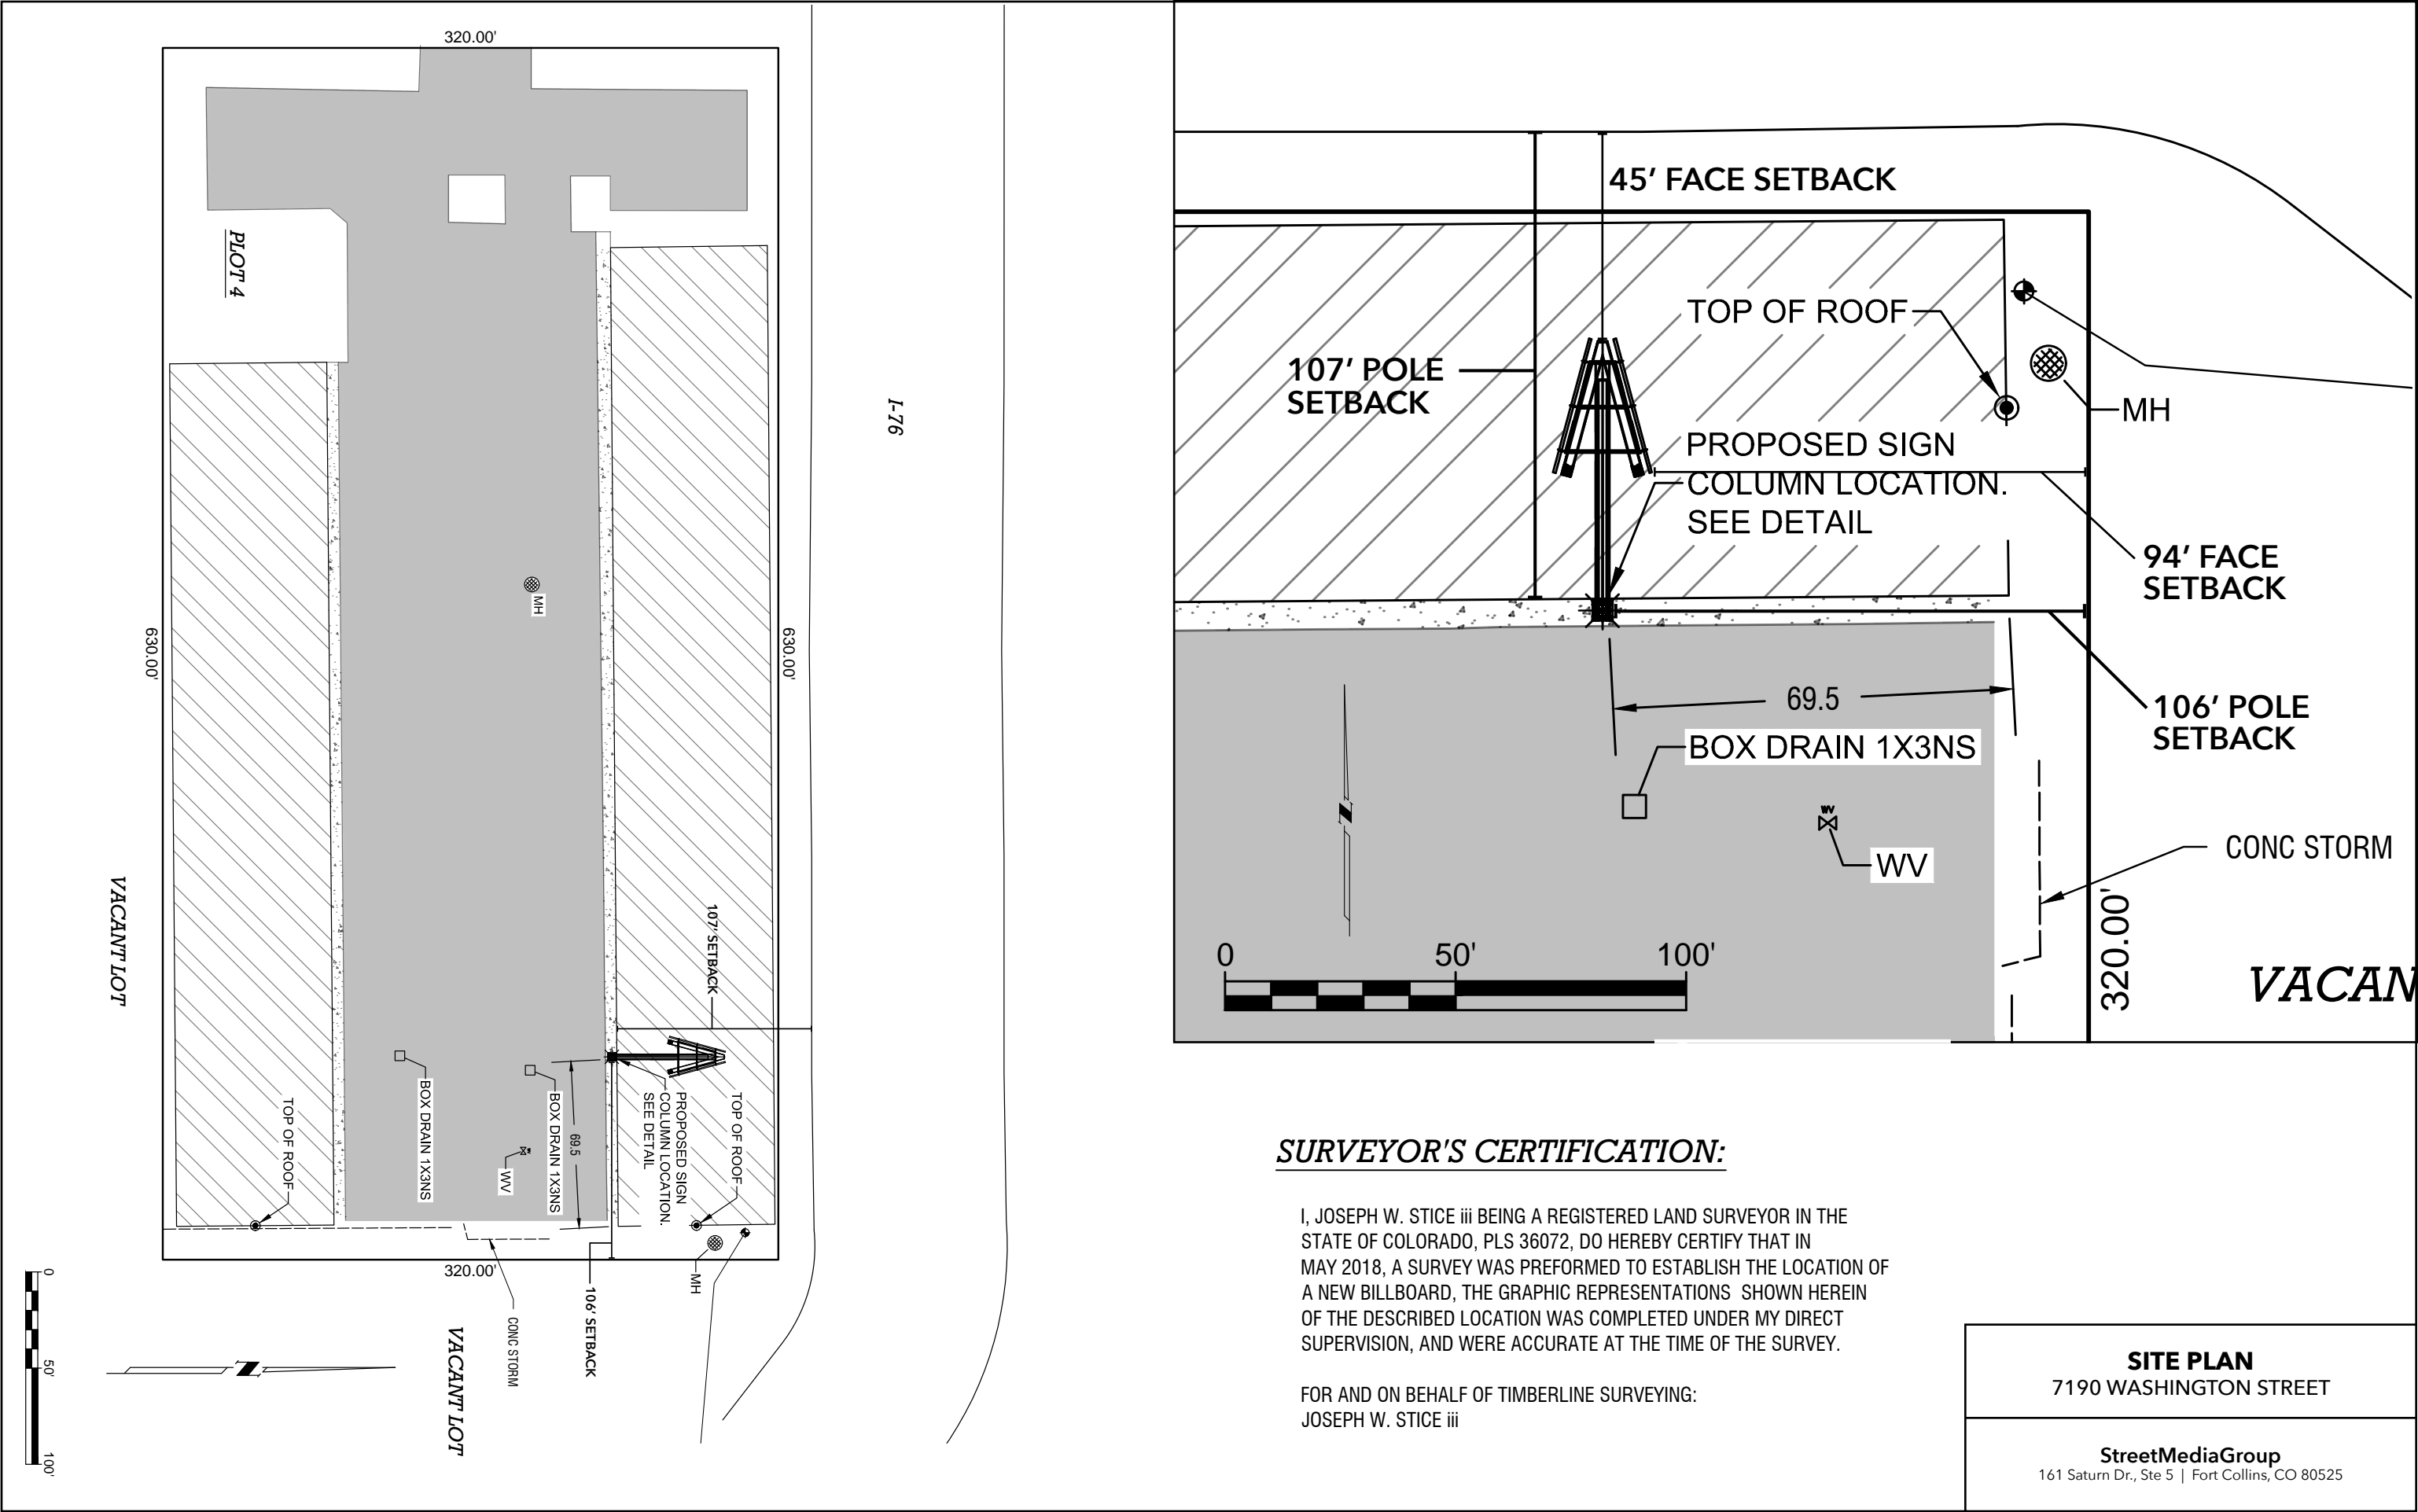 320.00'
PLOT 4
I-76
MH
630.00'
630.00'
VACANT LOT
107' SETBACK
TOP OF ROOF
BOX DRAIN 1X3NS
BOX DRAIN 1X3NS
69.5
WV
PROPOSED SIGN
COLUMN LOCATION.
SEE DETAIL
TOP OF ROOF
MH
320.00'
106' SETBACK
CONC STORM
VACANT LOT
0
50'
100'
45' FACE SETBACK
TOP OF ROOF
107' POLE
SETBACK
MH
PROPOSED SIGN
COLUMN LOCATION.
SEE DETAIL
94' FACE
SETBACK
69.5
106' POLE
SETBACK
BOX DRAIN 1X3NS
WV
WV
CONC STORM
0
50'
100'
320.00'
VACAN
SURVEYOR'S CERTIFICATION:
I, JOSEPH W. STICE iii BEING A REGISTERED LAND SURVEYOR IN THE
STATE OF COLORADO, PLS 36072, DO HEREBY CERTIFY THAT IN
MAY 2018, A SURVEY WAS PREFORMED TO ESTABLISH THE LOCATION OF
A NEW BILLBOARD, THE GRAPHIC REPRESENTATIONS SHOWN HEREIN
OF THE DESCRIBED LOCATION WAS COMPLETED UNDER MY DIRECT
SUPERVISION, AND WERE ACCURATE AT THE TIME OF THE SURVEY.
FOR AND ON BEHALF OF TIMBERLINE SURVEYING:
JOSEPH W. STICE iii
SITE PLAN
7190 WASHINGTON STREET
StreetMediaGroup
161 Saturn Dr., Ste 5 | Fort Collins, CO 80525